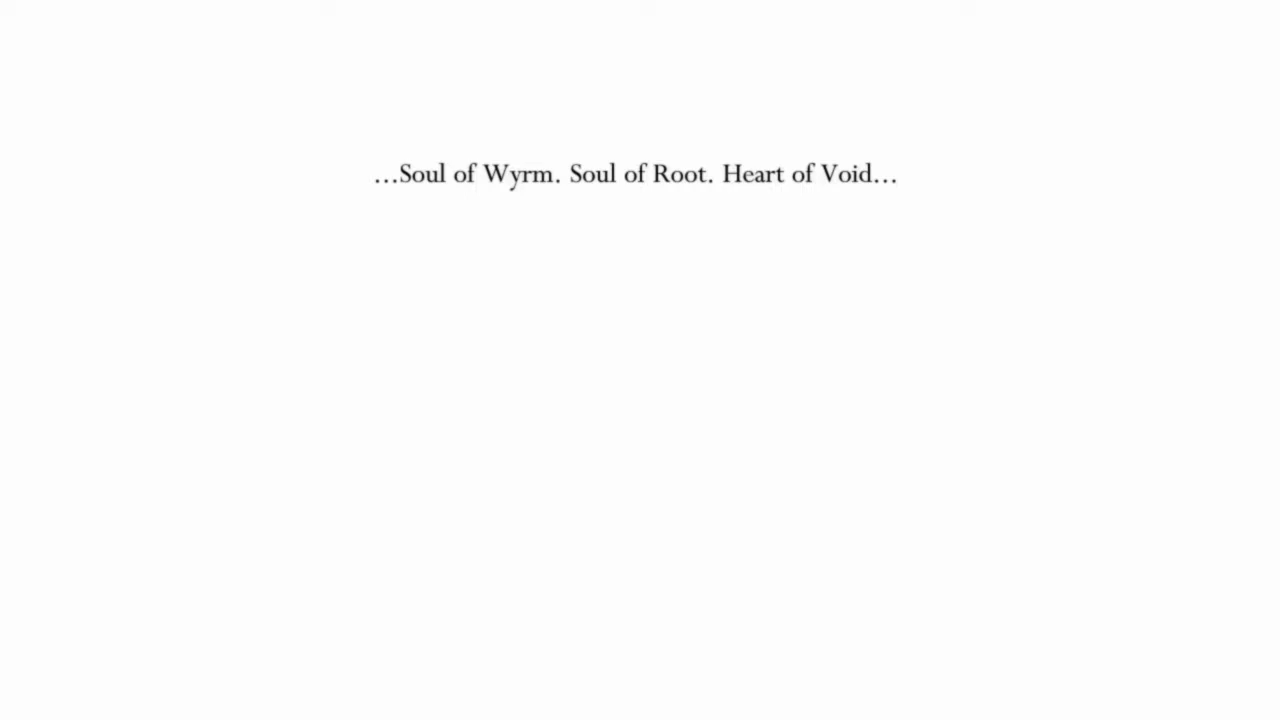 …Soul of Wyrm. Soul of Root. Heart of Void…